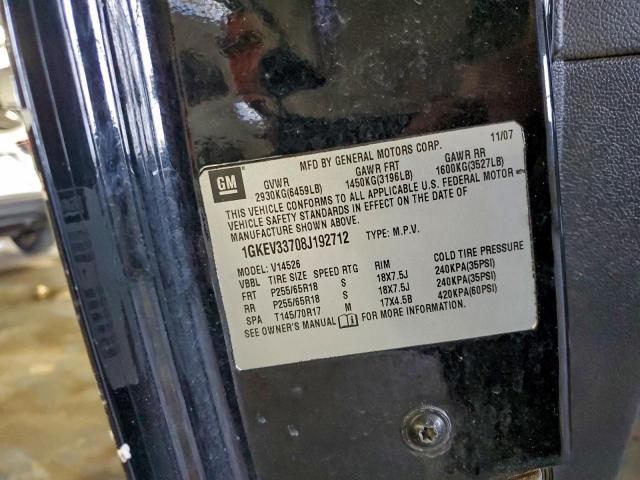 MFD BY GENERAL MOTORS CORP. 11/07
GM GVWR GAWR FRT GAWR RR
2930KG(6459LB) 1450KG(3196LB) 1600KG(3527LB)
THIS VEHICLE CONFORMS TO ALL APPLICABLE U.S. FEDERAL MOTOR
VEHICLE SAFETY STANDARDS IN EFFECT ON THE DATE OF
MANUFACTURE SHOWN ABOVE.
1GKEV33708J192712 TYPE: M.P.V.
MODEL: V14526
VBBL TIRE SIZE SPEED RTG RIM COLD TIRE PRESSURE
FRT P255/65R18 S 18X7.5J 240KPA(35PSI)
RR P255/65R18 S 18X7.5J 240KPA(35PSI)
SPA T145/70R17 M 17X4.5B 420KPA(60PSI)
SEE OWNER'S MANUAL FOR MORE INFORMATION.